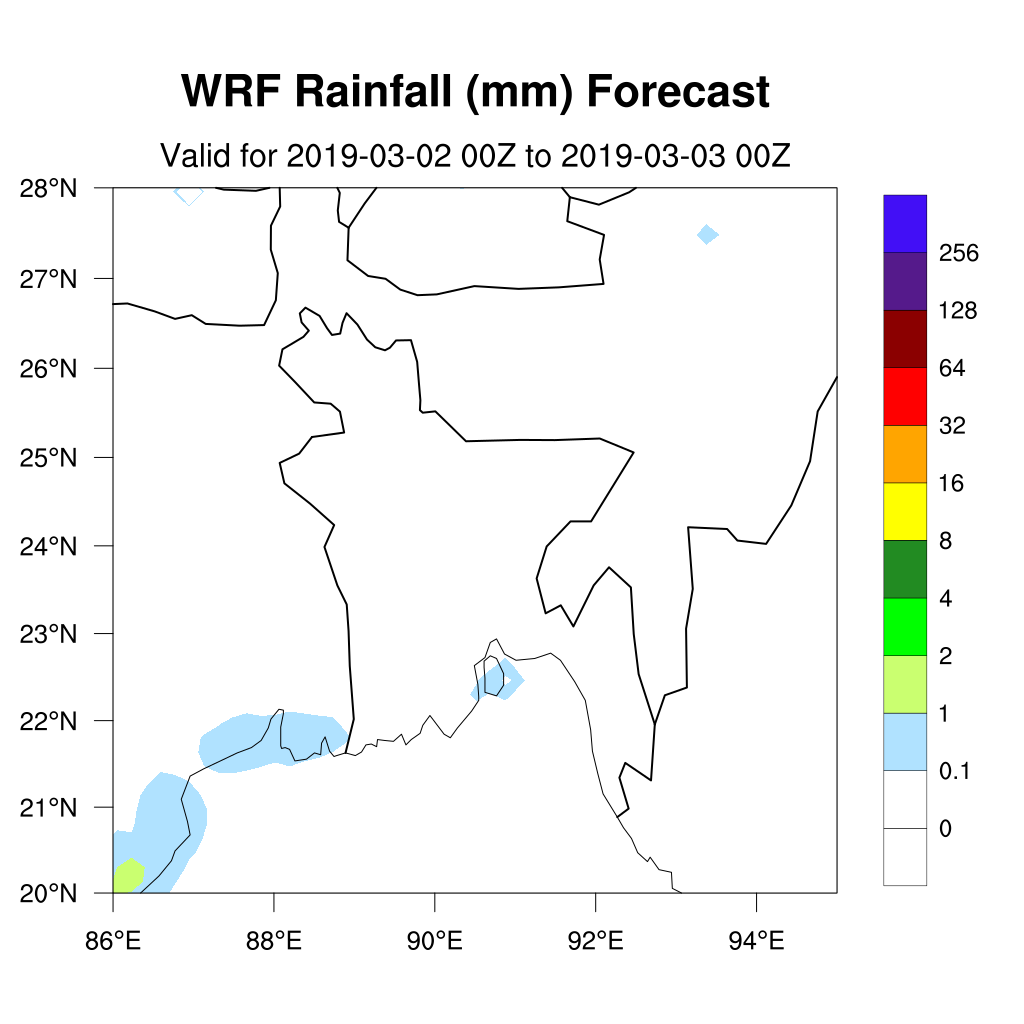 WRF Rainfall (mm) Forecast
Valid for 2019-03-02 00Z to 2019-03-03 00Z
28°N
27°N
26°N
25°N
24°N
23°N
22°N
21°N
20°N
86°E
88°E
90°E
92°E
94°E
256
128
64
32
16
8
4
2
1
0.1
0